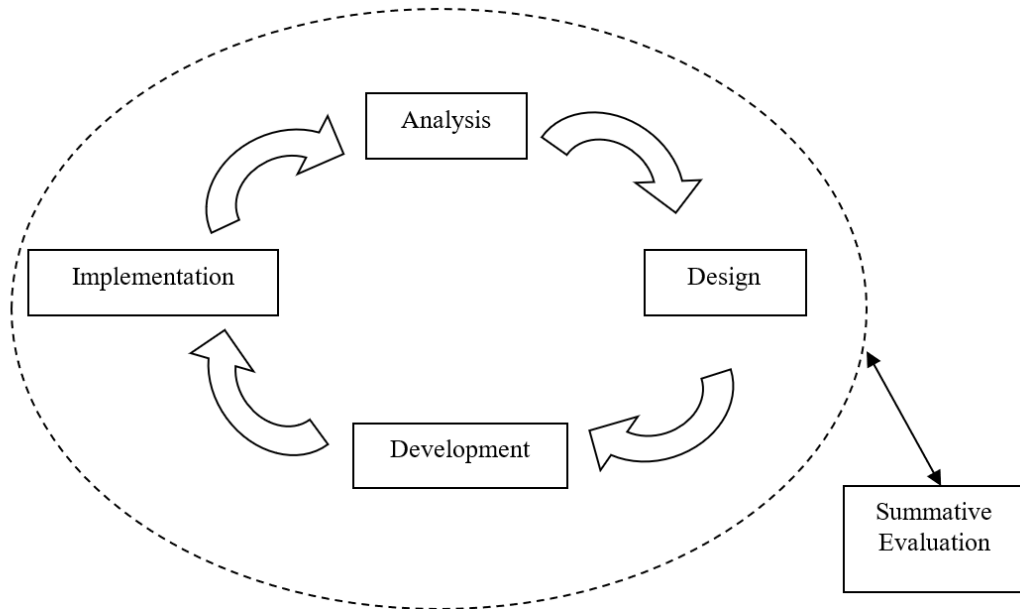 Analysis
Implementation
Design
Development
Summative
Evaluation